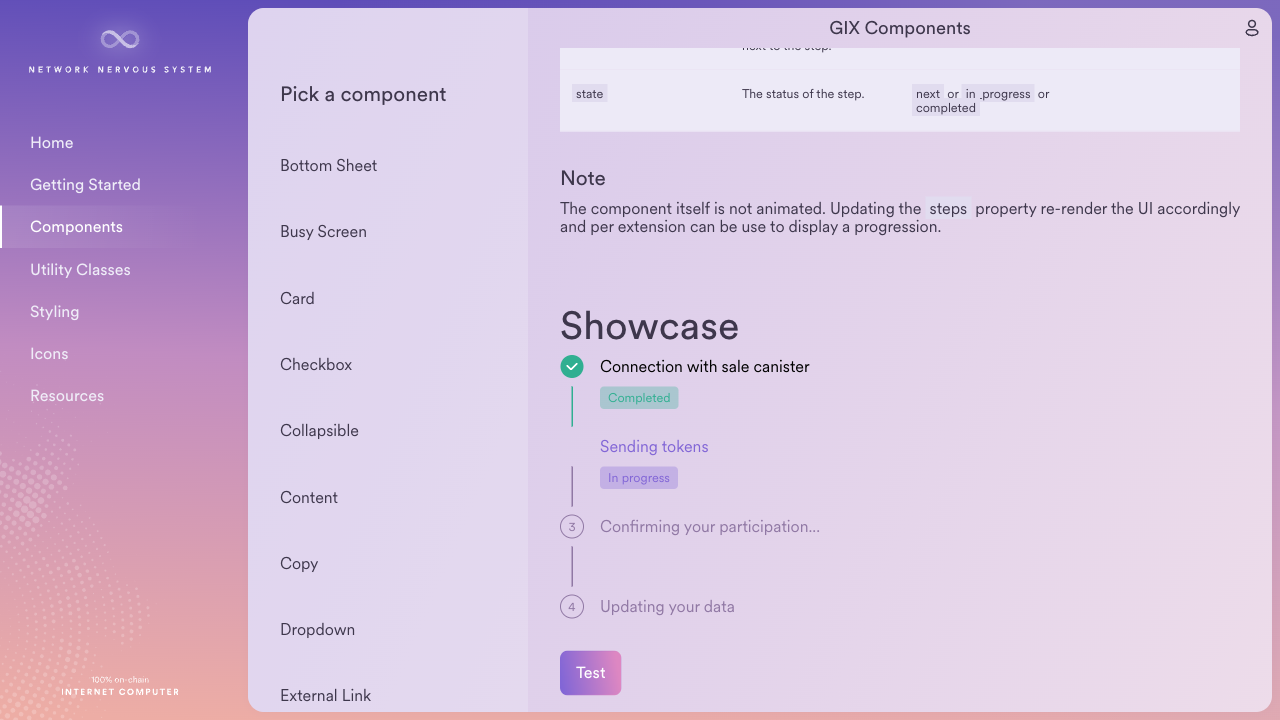 NETWORK NERVOUS SYSTEM
Home
Getting Started
Components
Utility Classes
Styling
Icons
Resources
100% on-chain
INTERNET COMPUTER
Pick a component
Bottom Sheet
Busy Screen
Card
Checkbox
Collapsible
Content
Copy
Dropdown
External Link
GIX Components
next to the step.
state The status of the step. next or in_progress or
completed
Note
The component itself is not animated. Updating the steps property re-render the UI accordingly
and per extension can be use to display a progression.
Showcase
Connection with sale canister
Completed
Sending tokens
In progress
3 Confirming your participation...
4 Updating your data
Test